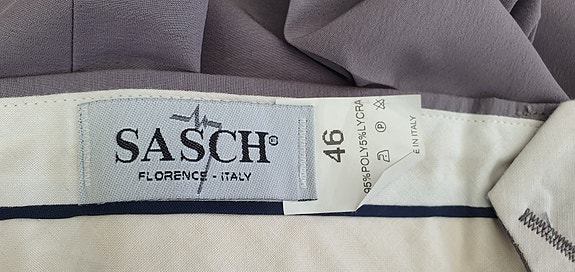 SASCH®
FLORENCE - ITALY
46
95%POLY5%LYCRA
P
E IN ITALY